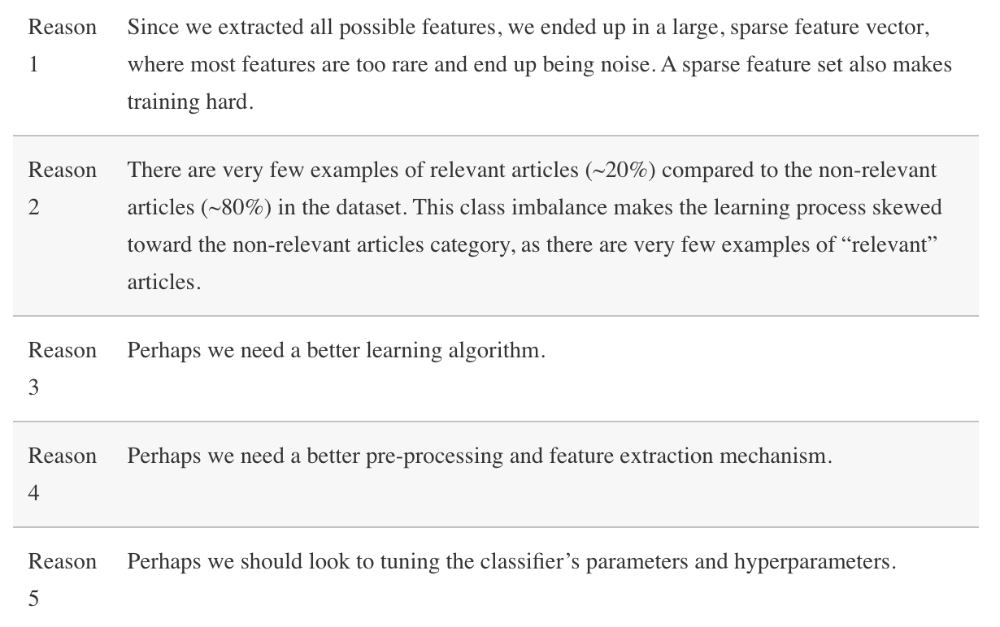 Reason Since we extracted all possible features, we ended up in a large, sparse feature vector,
1 where most features are too rare and end up being noise. A sparse feature set also makes
training hard.
Reason There are very few examples of relevant articles (~20%) compared to the non-relevant
2 articles (~80%) in the dataset. This class imbalance makes the learning process skewed
toward the non-relevant articles category, as there are very few examples of “relevant”
articles.
Reason Perhaps we need a better learning algorithm.
3
Reason Perhaps we need a better pre-processing and feature extraction mechanism.
4
Reason Perhaps we should look to tuning the classifier’s parameters and hyperparameters.
5